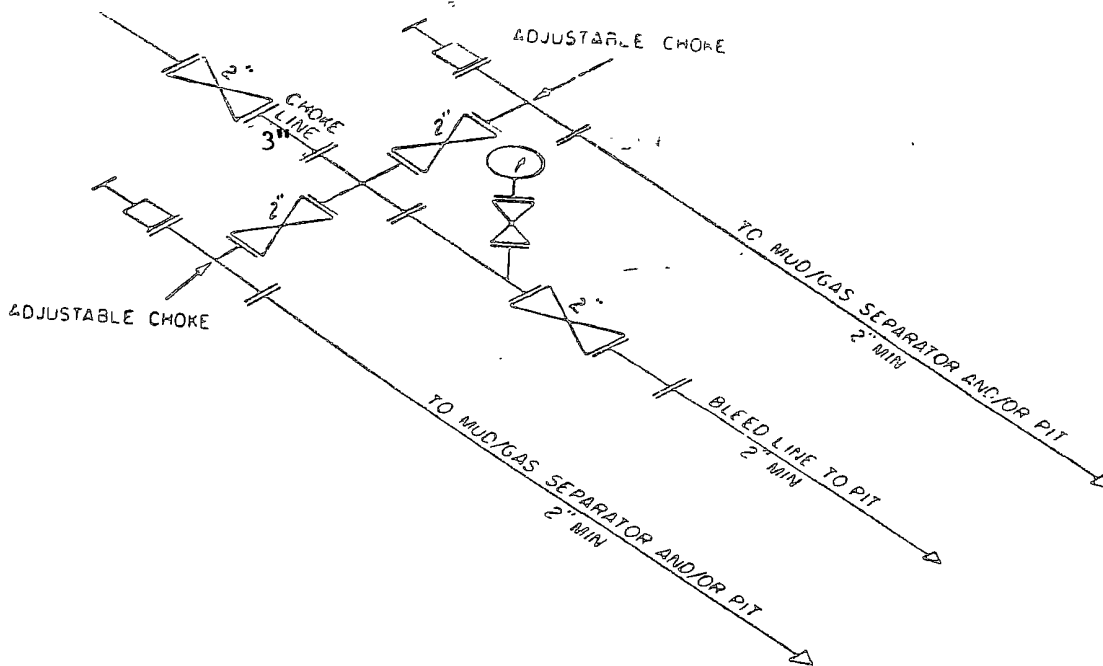 ADJUSTABLE CHOKE
2"
CHOKE
LINE
3"
2"
2"
ADJUSTABLE CHOKE
2"
TO MUD/GAS SEPARATOR AND/OR PIT
2" MIN
BLEED LINE TO PIT
2" MIN
TO MUD/GAS SEPARATOR AND/OR PIT
2" MIN